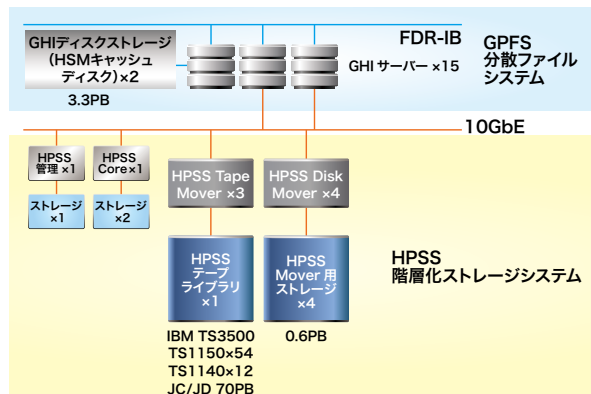 FDR-IB
GPFS
分散ファイル
システム
GHIディスクストレージ
（HSMキャッシュ
ディスク）×2
GHI サーバー ×15
3.3PB
10GbE
HPSS
管理 ×1
HPSS
Core×1
HPSS Tape
Mover ×3
HPSS Disk
Mover ×4
ストレージ
×1
ストレージ
×2
HPSS
テープ
ライブラリ
×1
HPSS
Mover 用
ストレージ
×4
HPSS
階層化ストレージシステム
IBM TS3500
TS1150×54
TS1140×12
JC/JD 70PB
0.6PB